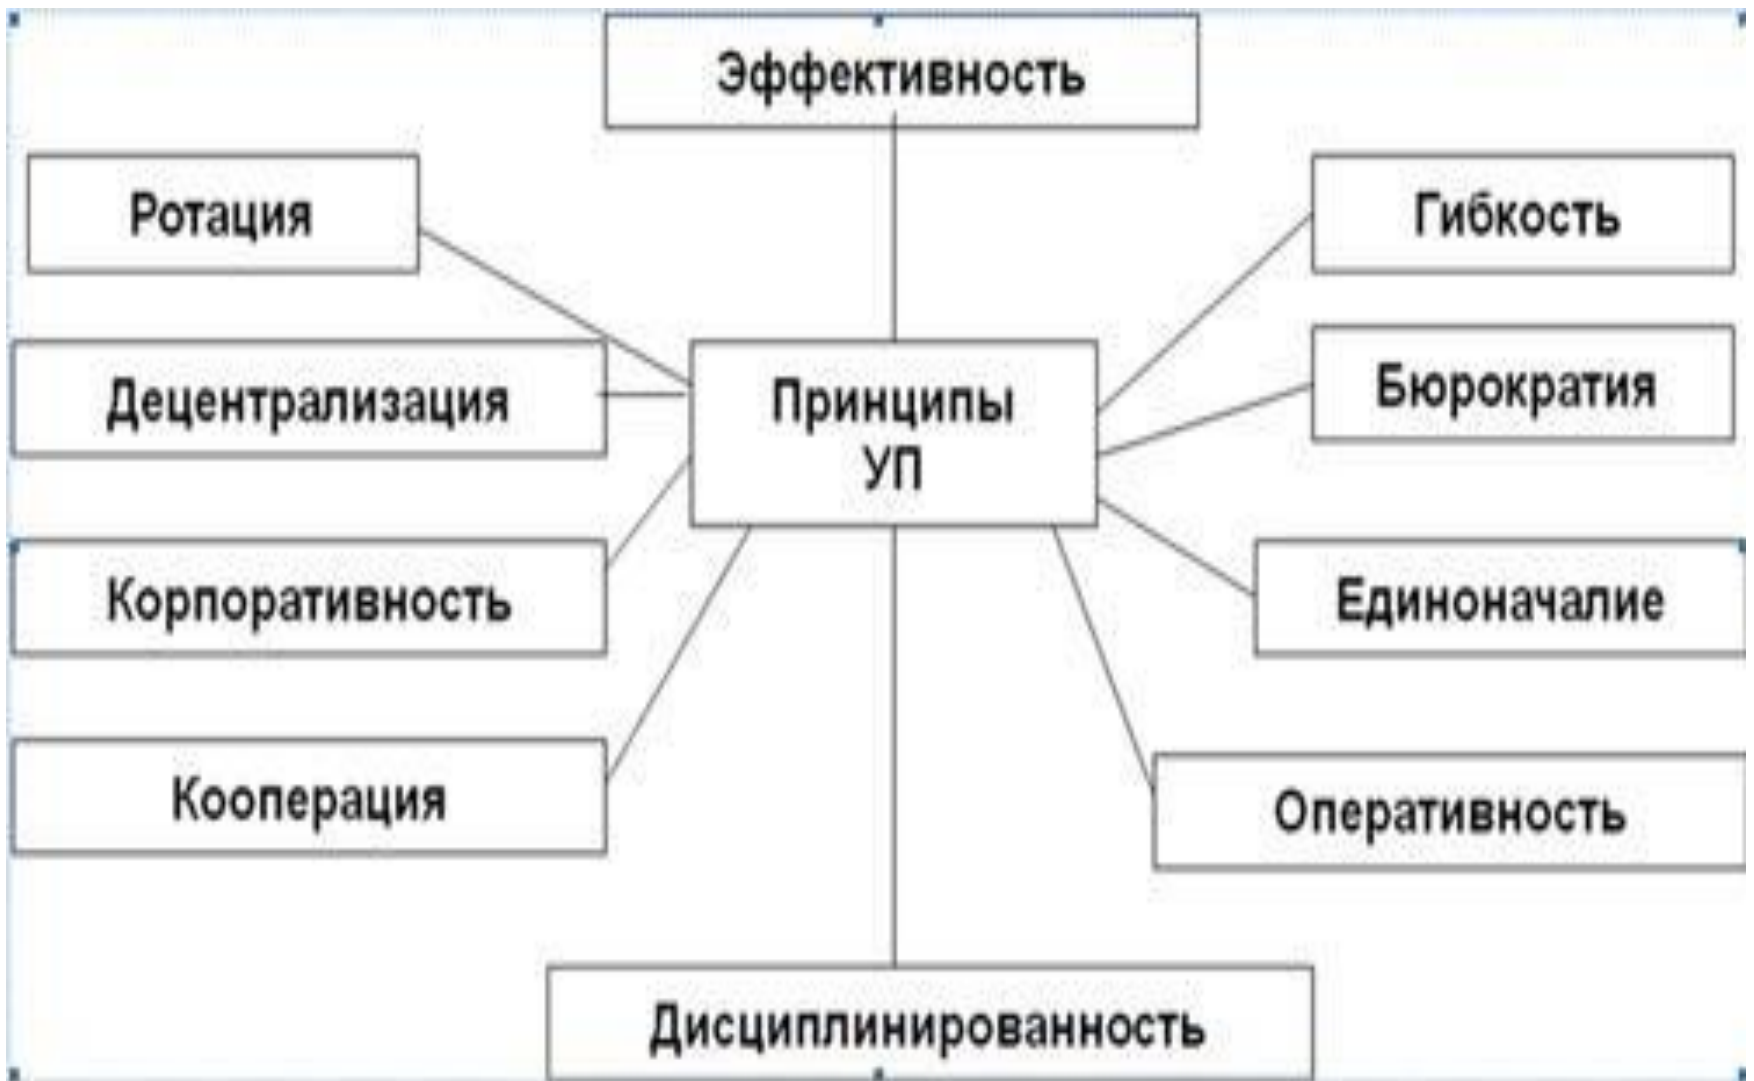 Эффективность
Ротация
Гибкость
Децентрализация
Принципы
УП
Бюрократия
Корпоративность
Единоначалие
Кооперация
Оперативность
Дисциплинированность